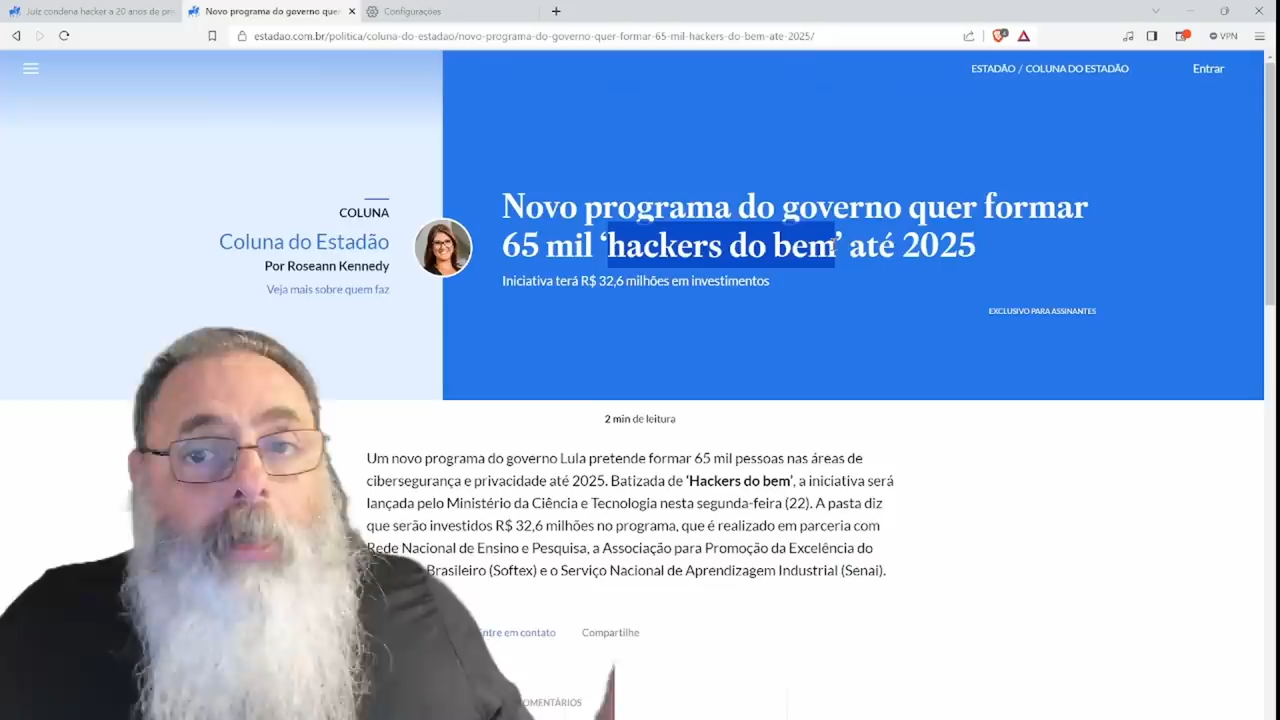 Juiz condena hacker a 20 anos de pri
Novo programa do governo quer
Configurações
estadao.com.br/politica/coluna-do-estadao/novo-programa-do-governo-quer-formar-65-mil-hackers-do-bem-ate-2025/
VPN
ESTADÃO / COLUNA DO ESTADÃO
Entrar
COLUNA
Coluna do Estadão
Por Roseann Kennedy
Veja mais sobre quem faz
Novo programa do governo quer formar
65 mil ‘hackers do bem’ até 2025
Iniciativa terá R$ 32,6 milhões em investimentos
EXCLUSIVO PARA ASSINANTES
2 min de leitura
Um novo programa do governo Lula pretende formar 65 mil pessoas nas áreas de
cibersegurança e privacidade até 2025. Batizada de ‘Hackers do bem’, a iniciativa será
lançada pelo Ministério da Ciência e Tecnologia nesta segunda-feira (22). A pasta diz
que serão investidos R$ 32,6 milhões no programa, que é realizado em parceria com
Rede Nacional de Ensino e Pesquisa, a Associação para Promoção da Excelência do
Brasileiro (Softex) e o Serviço Nacional de Aprendizagem Industrial (Senai).
Entre em contato
Compartilhe
COMENTÁRIOS